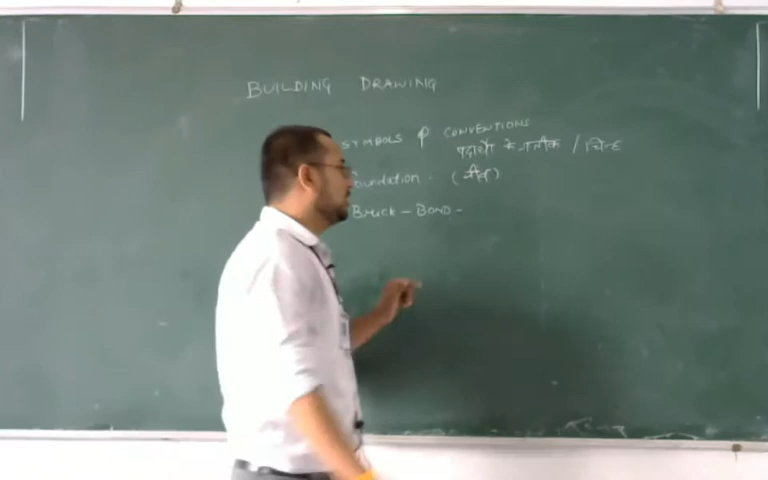 BUILDING DRAWING
SYMBOLS & CONVENTIONS
पदार्थों के प्रतीक / चिन्ह
Foundation. (नींव)
Brick - Bond -